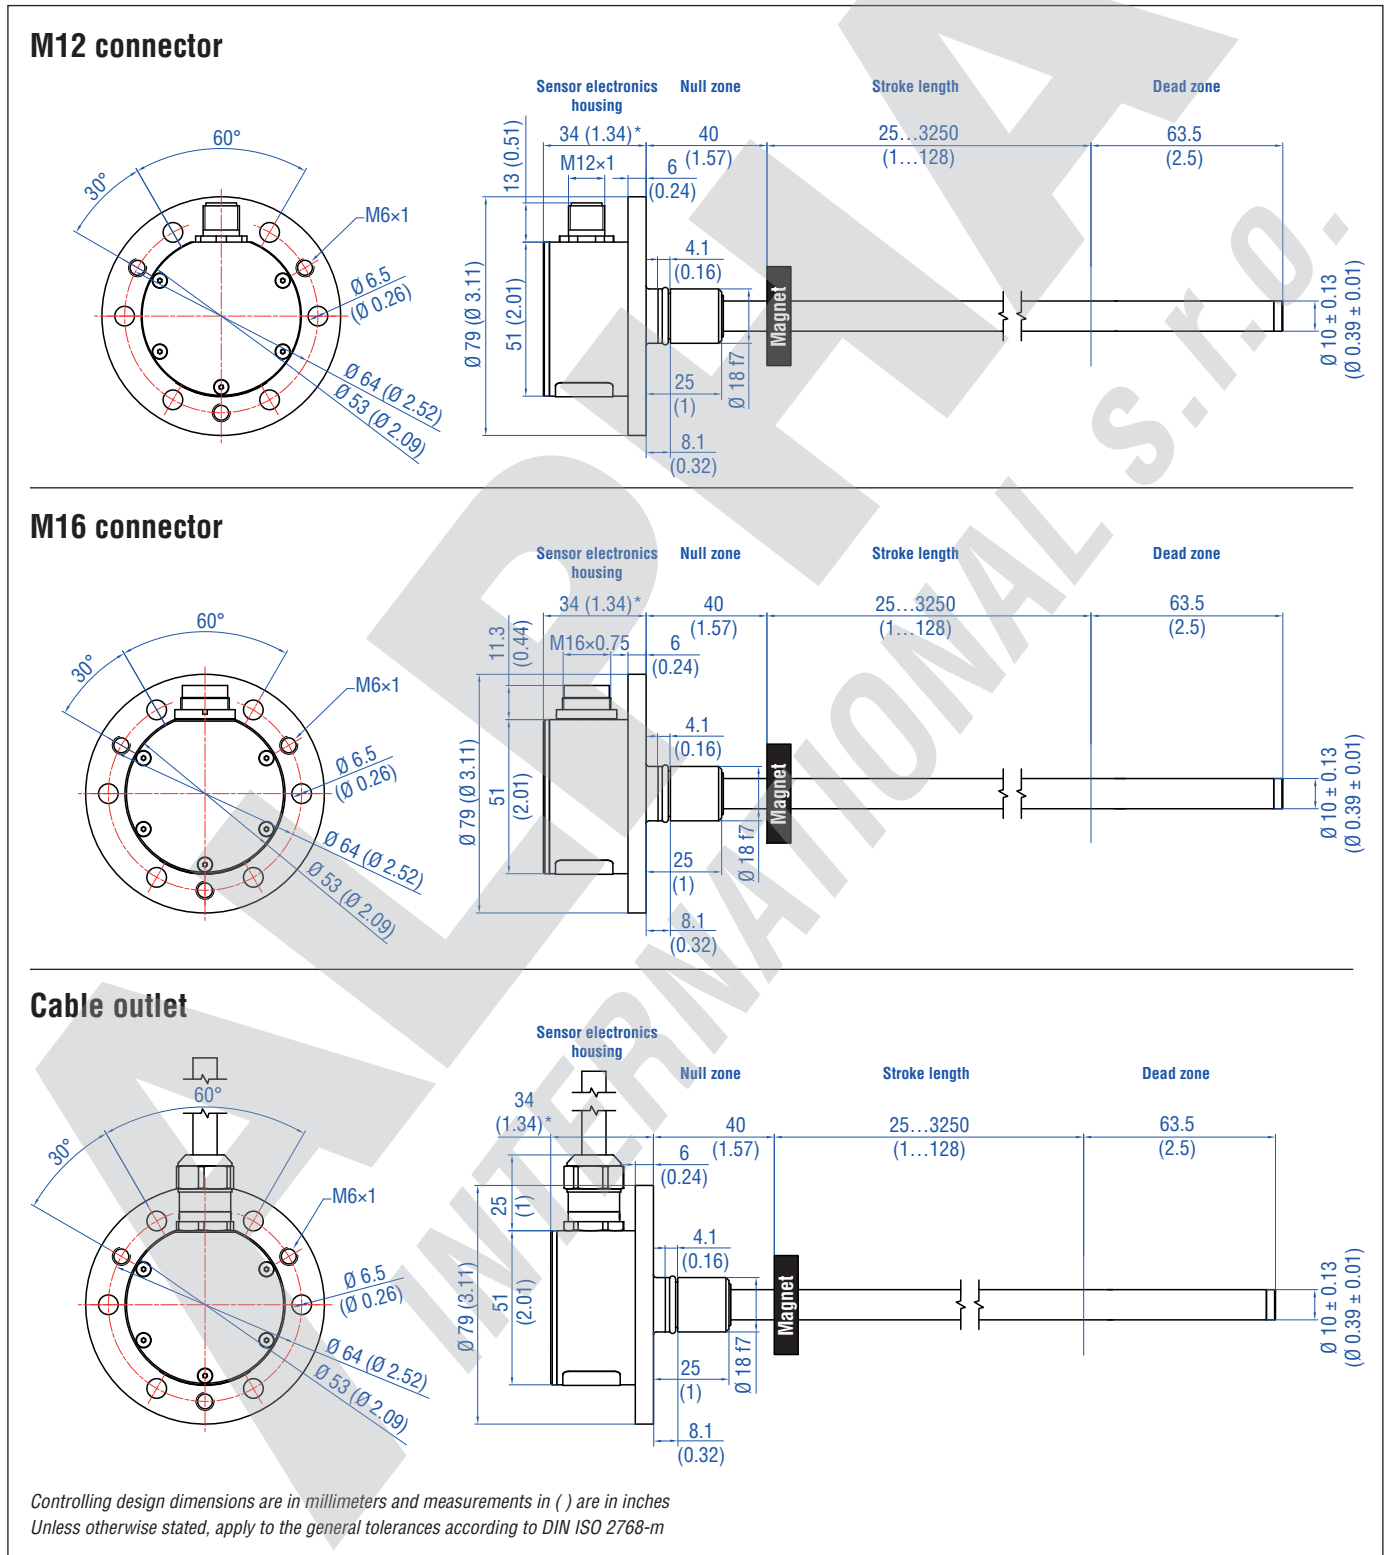 M12 connector
Sensor electronics
housing
Null zone
Stroke length
Dead zone
60°
30°
M6×1
Ø 6.5
(Ø 0.26)
Ø 64 (Ø 2.52)
Ø 53 (Ø 2.09)
13 (0.51)
34 (1.34)*
M12×1
40
(1.57)
6
(0.24)
25…3250
(1…128)
63.5
(2.5)
Ø 79 (Ø 3.11)
51 (2.01)
4.1
(0.16)
Magnet
Ø 18 f7
25
(1)
8.1
(0.32)
Ø 10 ± 0.13
(Ø 0.39 ± 0.01)
M16 connector
Sensor electronics
housing
Null zone
Stroke length
Dead zone
60°
30°
M6×1
Ø 6.5
(Ø 0.26)
Ø 64 (Ø 2.52)
Ø 53 (Ø 2.09)
11.3
(0.44)
34 (1.34)*
M16×0.75
40
(1.57)
6
(0.24)
25…3250
(1…128)
63.5
(2.5)
Ø 79 (Ø 3.11)
51
(2.01)
4.1
(0.16)
Magnet
Ø 18 f7
25
(1)
8.1
(0.32)
Ø 10 ± 0.13
(Ø 0.39 ± 0.01)
Cable outlet
Sensor electronics
housing
Null zone
Stroke length
Dead zone
60°
30°
M6×1
Ø 6.5
(Ø 0.26)
Ø 64 (Ø 2.52)
Ø 53 (Ø 2.09)
34
(1.34)*
40
(1.57)
6
(0.24)
25…3250
(1…128)
63.5
(2.5)
25
(1)
Ø 79 (3.11)
51
(2.01)
4.1
(0.16)
Magnet
Ø 18 f7
25
(1)
8.1
(0.32)
Ø 10 ± 0.13
(Ø 0.39 ± 0.01)
Controlling design dimensions are in millimeters and measurements in ( ) are in inches
Unless otherwise stated, apply to the general tolerances according to DIN ISO 2768-m
ALPHA
INTERNATIONAL s.r.o.